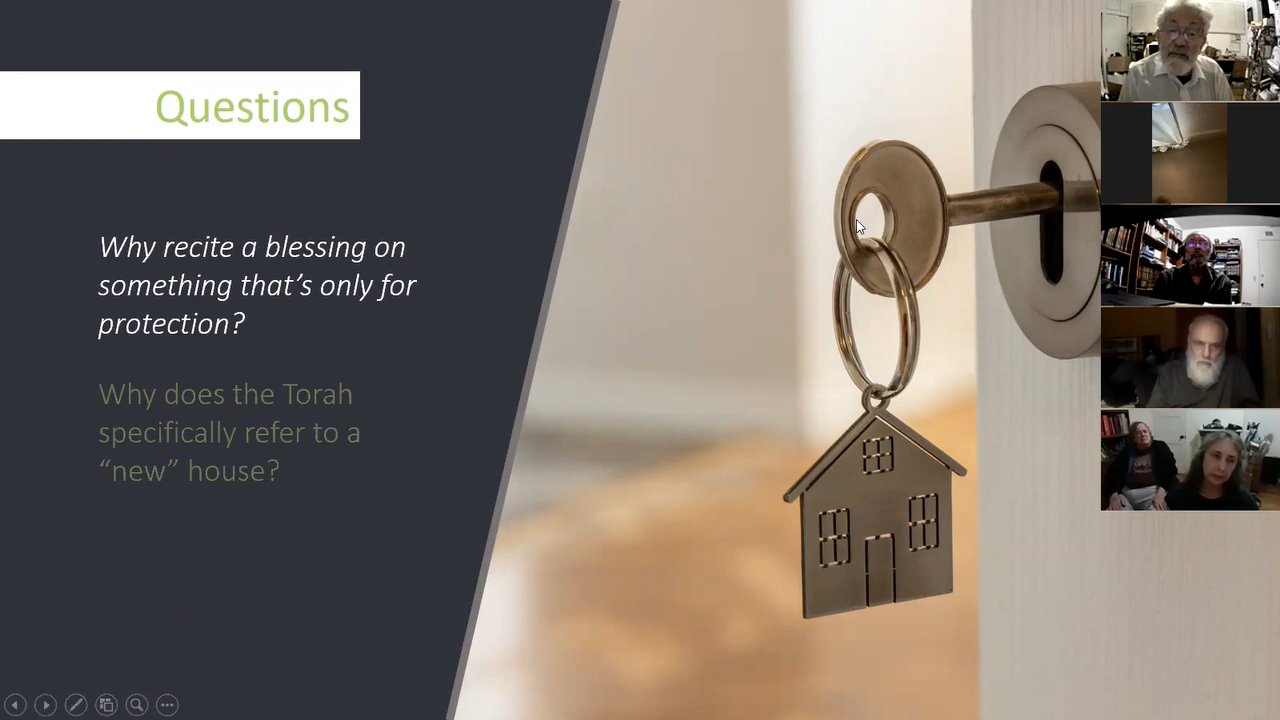 Questions
Why recite a blessing on
something that’s only for
protection?
Why does the Torah
specifically refer to a
“new” house?